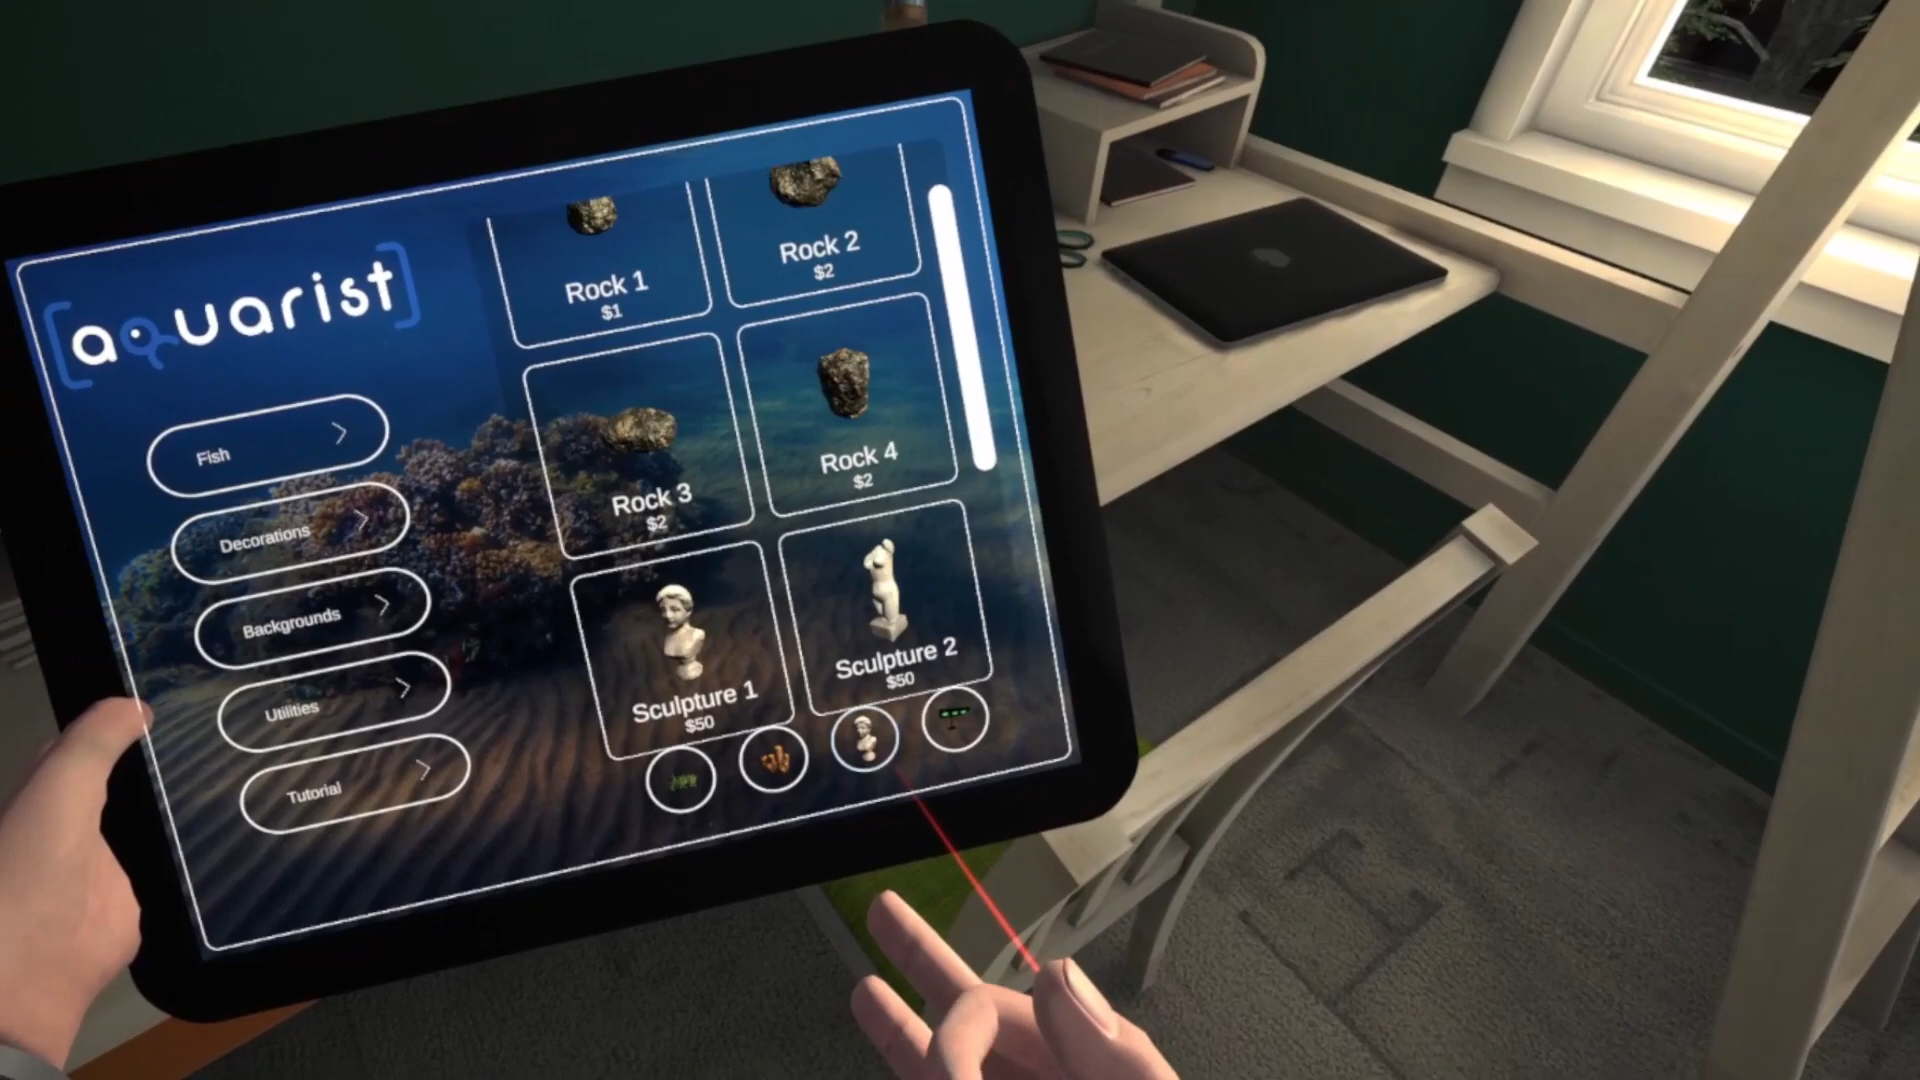 [aquarist]
Fish
Decorations
Backgrounds
Utilities
Tutorial
Rock 1
$1
Rock 2
$2
Rock 3
$2
Rock 4
$2
Sculpture 1
$50
Sculpture 2
$50